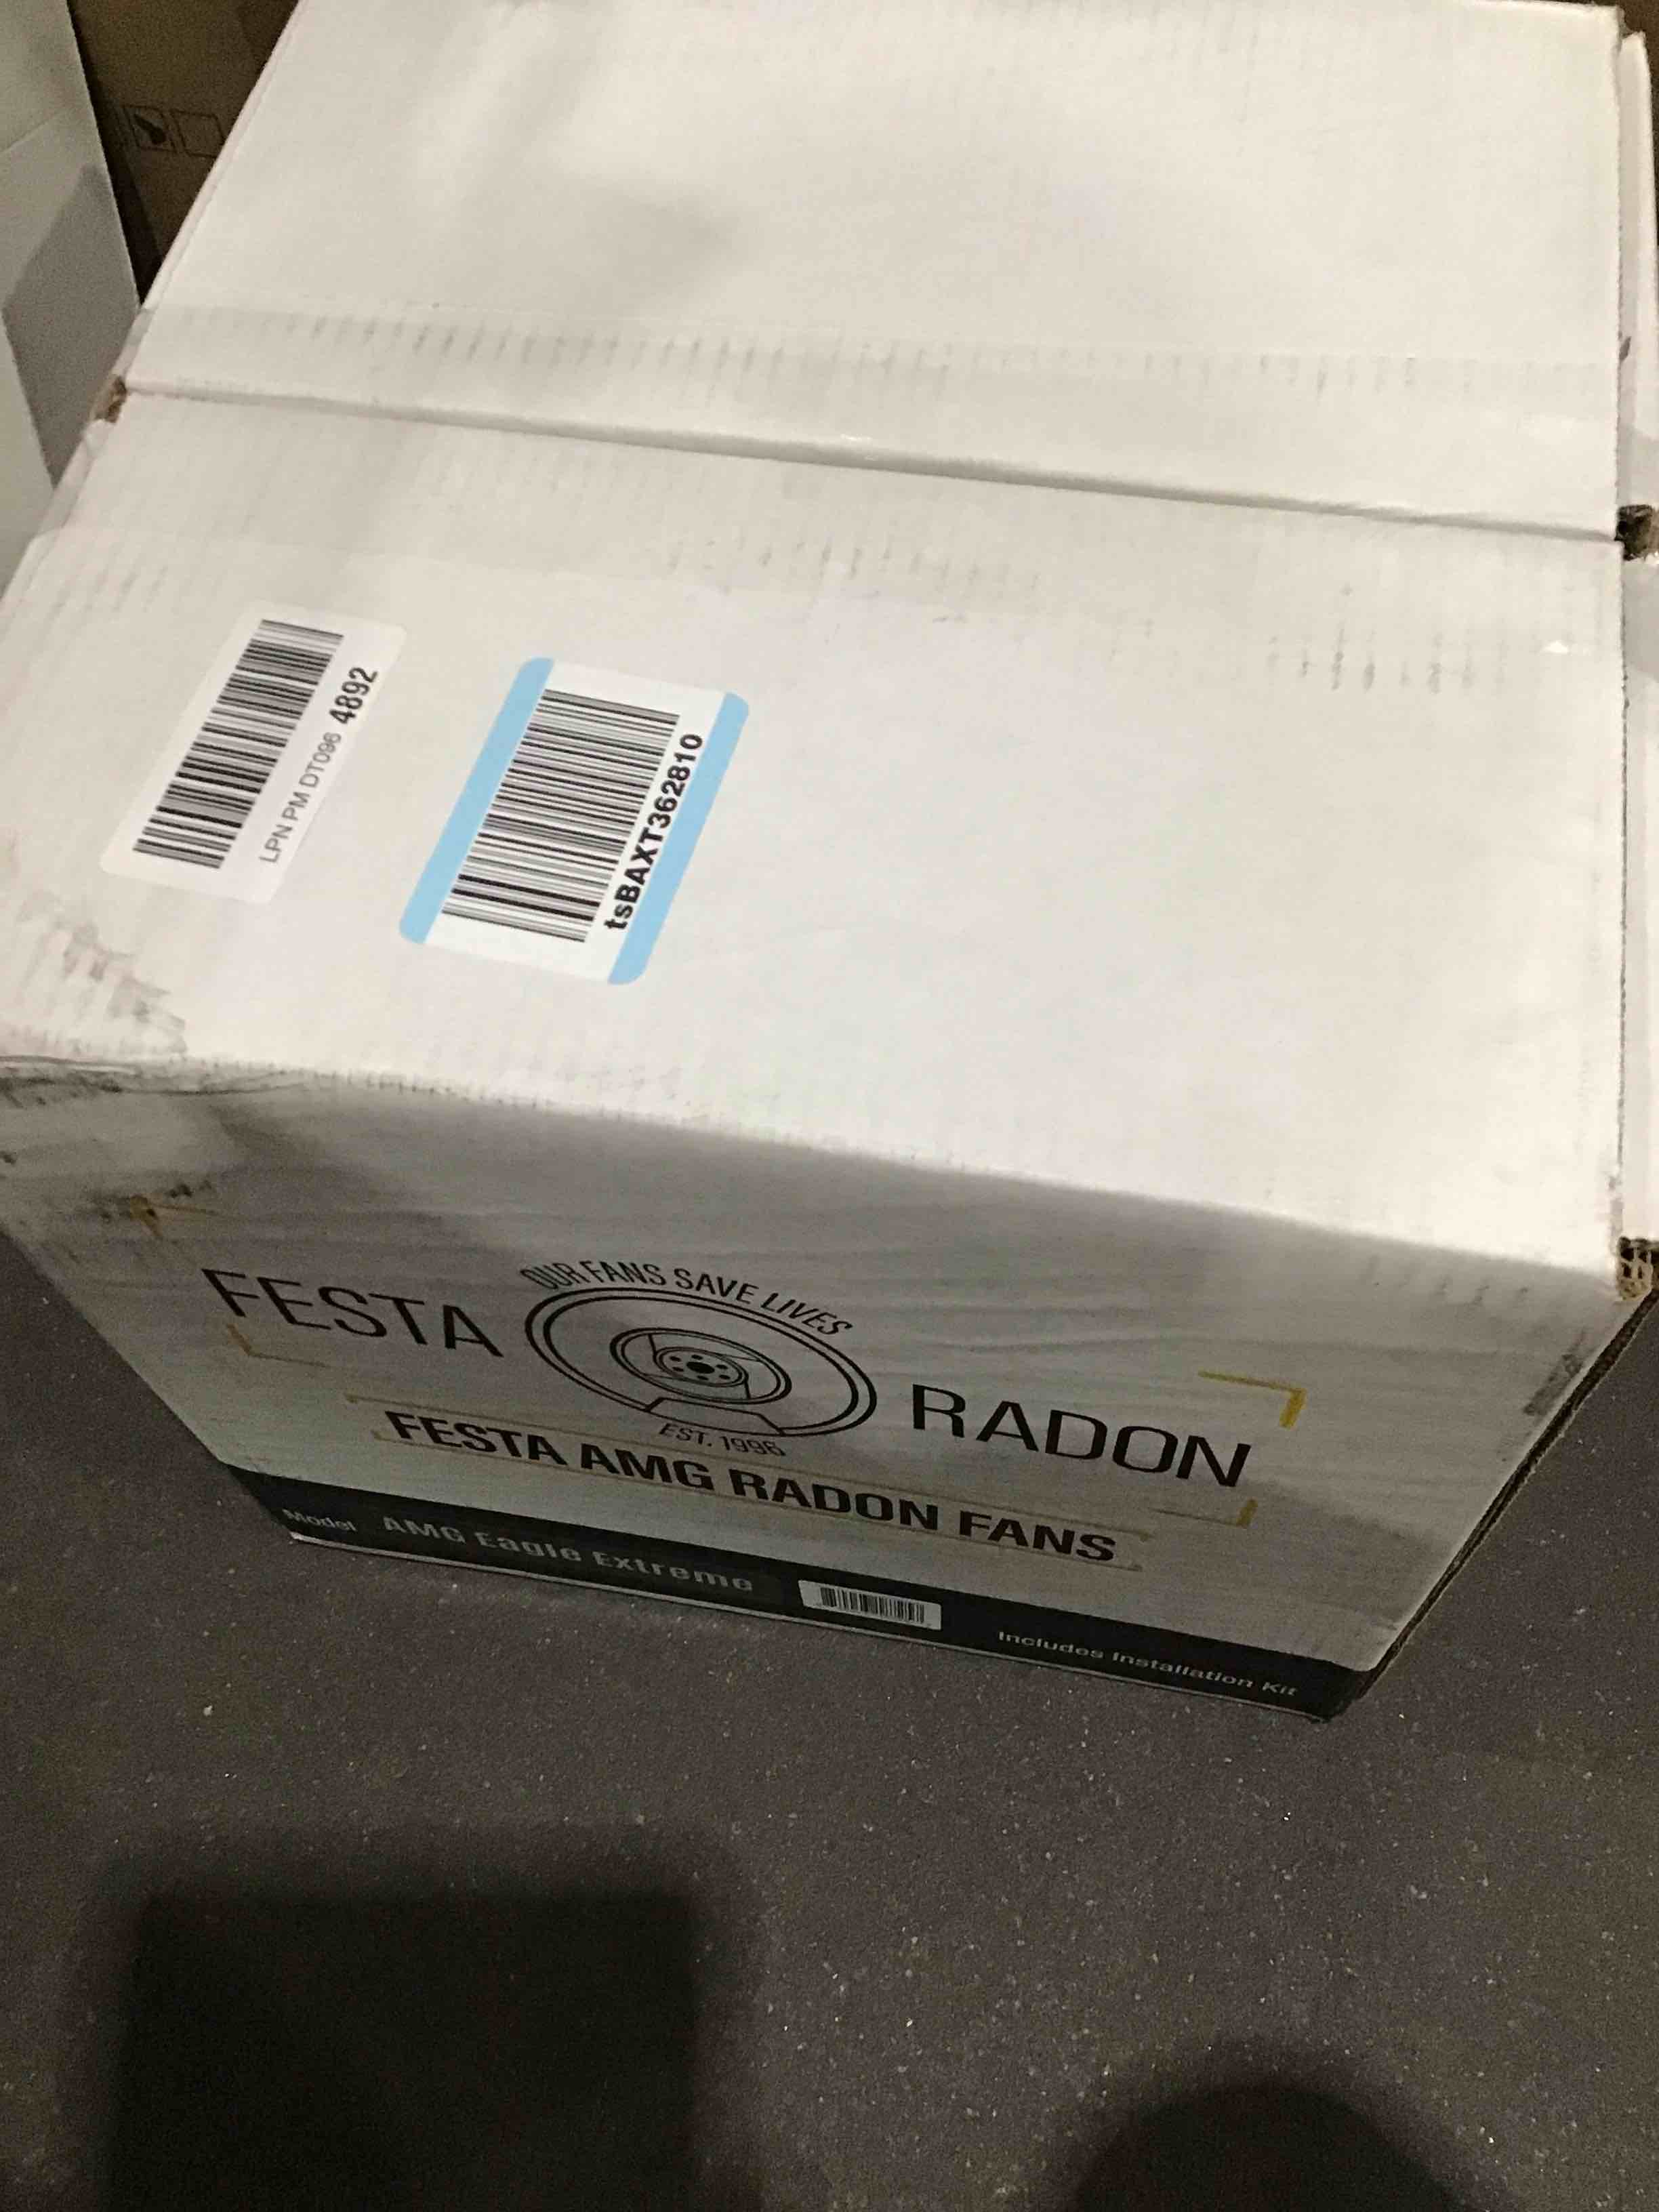 LPN PM DT096 4892
tsBAXT362810
OUR FANS SAVE LIVES
FESTA RADON
EST. 1996
FESTA AMG RADON FANS
Model AMG Eagle Extreme
Includes Installation Kit